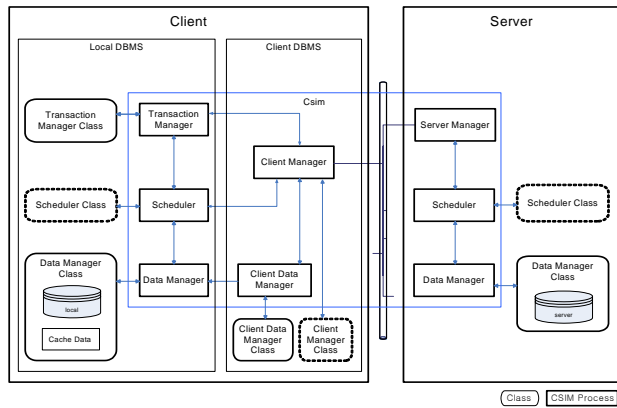 Client
Server
Local DBMS
Client DBMS
Csim
Transaction
Manager Class
Transaction
Manager
Server Manager
Client Manager
Scheduler Class
Scheduler
Scheduler
Scheduler Class
Data Manager
Class
local
Cache Data
Data Manager
Client Data
Manager
Data Manager
Data Manager
Class
server
Client Data
Manager
Class
Client
Manager
Class
Class
CSIM Process